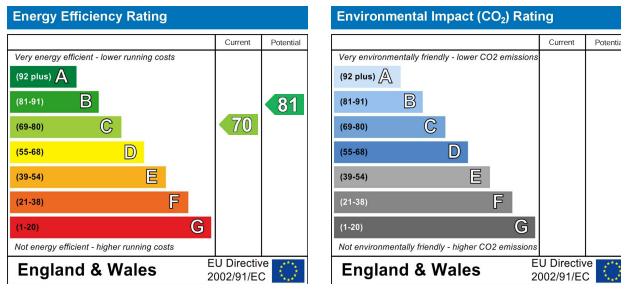 Energy Efficiency Rating
Current Potential
Very energy efficient - lower running costs
(92 plus) A
(81-91) B
81
(69-80) C
70
(55-68) D
(39-54) E
(21-38) F
(1-20) G
Not energy efficient - higher running costs
England & Wales
EU Directive
2002/91/EC
Environmental Impact (CO₂) Rating
Current Potential
Very environmentally friendly - lower CO2 emissions
(92 plus) A
(81-91) B
(69-80) C
(55-68) D
(39-54) E
(21-38) F
(1-20) G
Not environmentally friendly - higher CO2 emissions
England & Wales
EU Directive
2002/91/EC